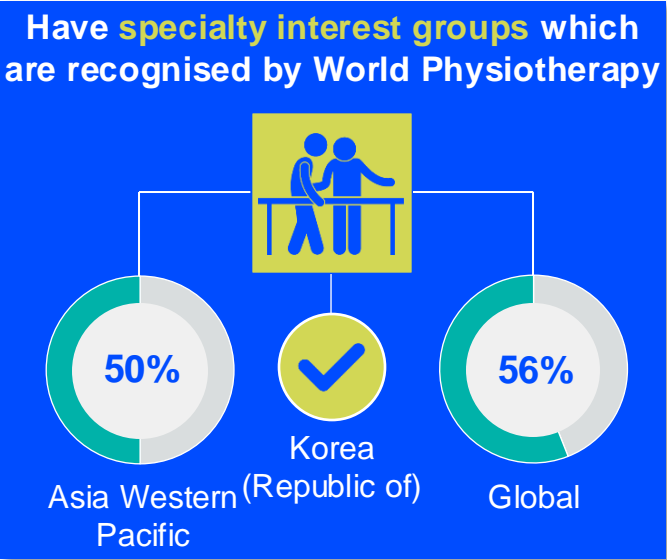 Have specialty interest groups which
are recognised by World Physiotherapy
50%
56%
Korea
(Republic of)
Asia Western
Pacific
Global